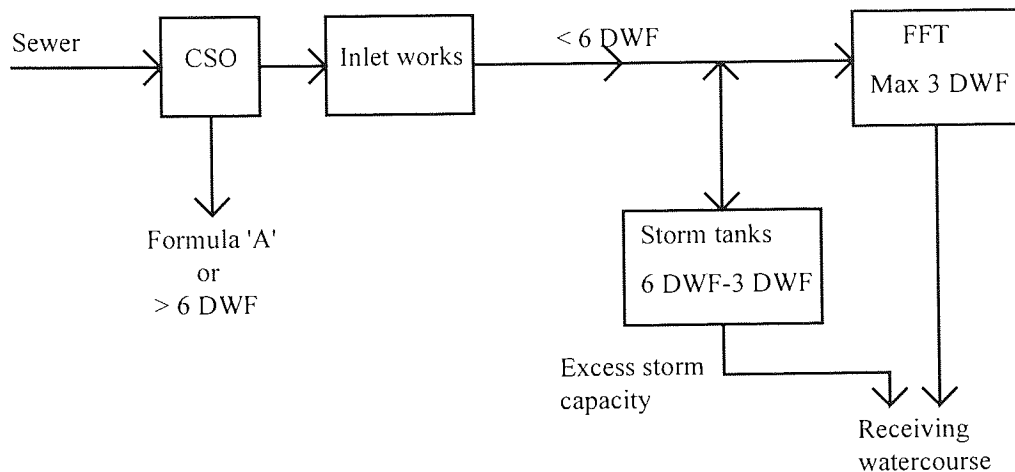 Sewer
CSO
Inlet works
< 6 DWF
FFT
Max 3 DWF
Formula 'A'
or
> 6 DWF
Storm tanks
6 DWF-3 DWF
Excess storm
capacity
Receiving
watercourse